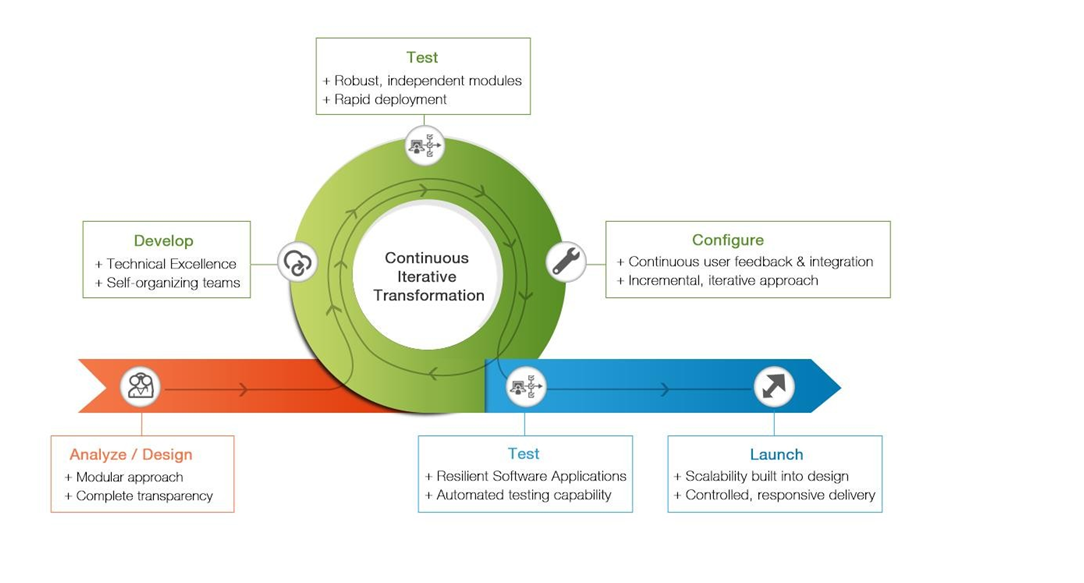 Test
+ Robust, independent modules
+ Rapid deployment
Develop
+ Technical Excellence
+ Self-organizing teams
Continuous
Iterative
Transformation
Configure
+ Continuous user feedback & integration
+ Incremental, iterative approach
Analyze / Design
+ Modular approach
+ Complete transparency
Test
+ Resilient Software Applications
+ Automated testing capability
Launch
+ Scalability built into design
+ Controlled, responsive delivery